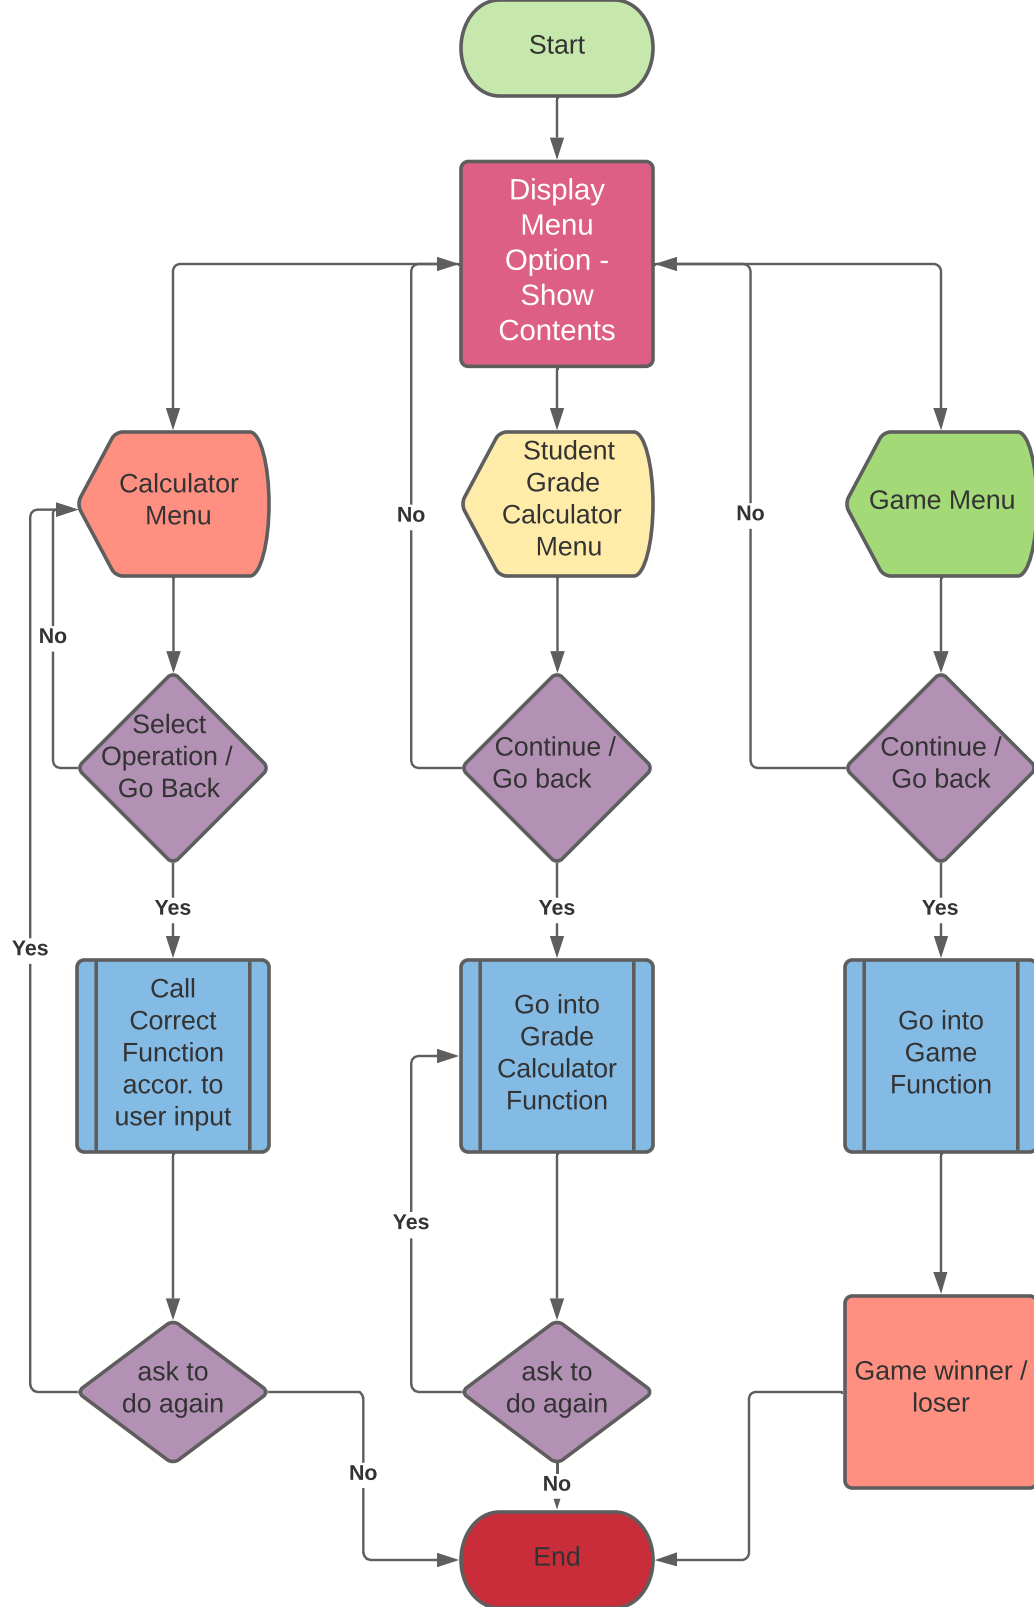 Start
Display
Menu
Option -
Show
Contents
Calculator
Menu
Student
Grade
Calculator
Menu
Game Menu
No
No
No
Select
Operation /
Go Back
Continue /
Go back
Continue /
Go back
Yes
Yes
Yes
Yes
Call
Correct
Function
accor. to
user input
Go into
Grade
Calculator
Function
Go into
Game
Function
Yes
ask to
do again
ask to
do again
Game winner /
loser
No
No
End